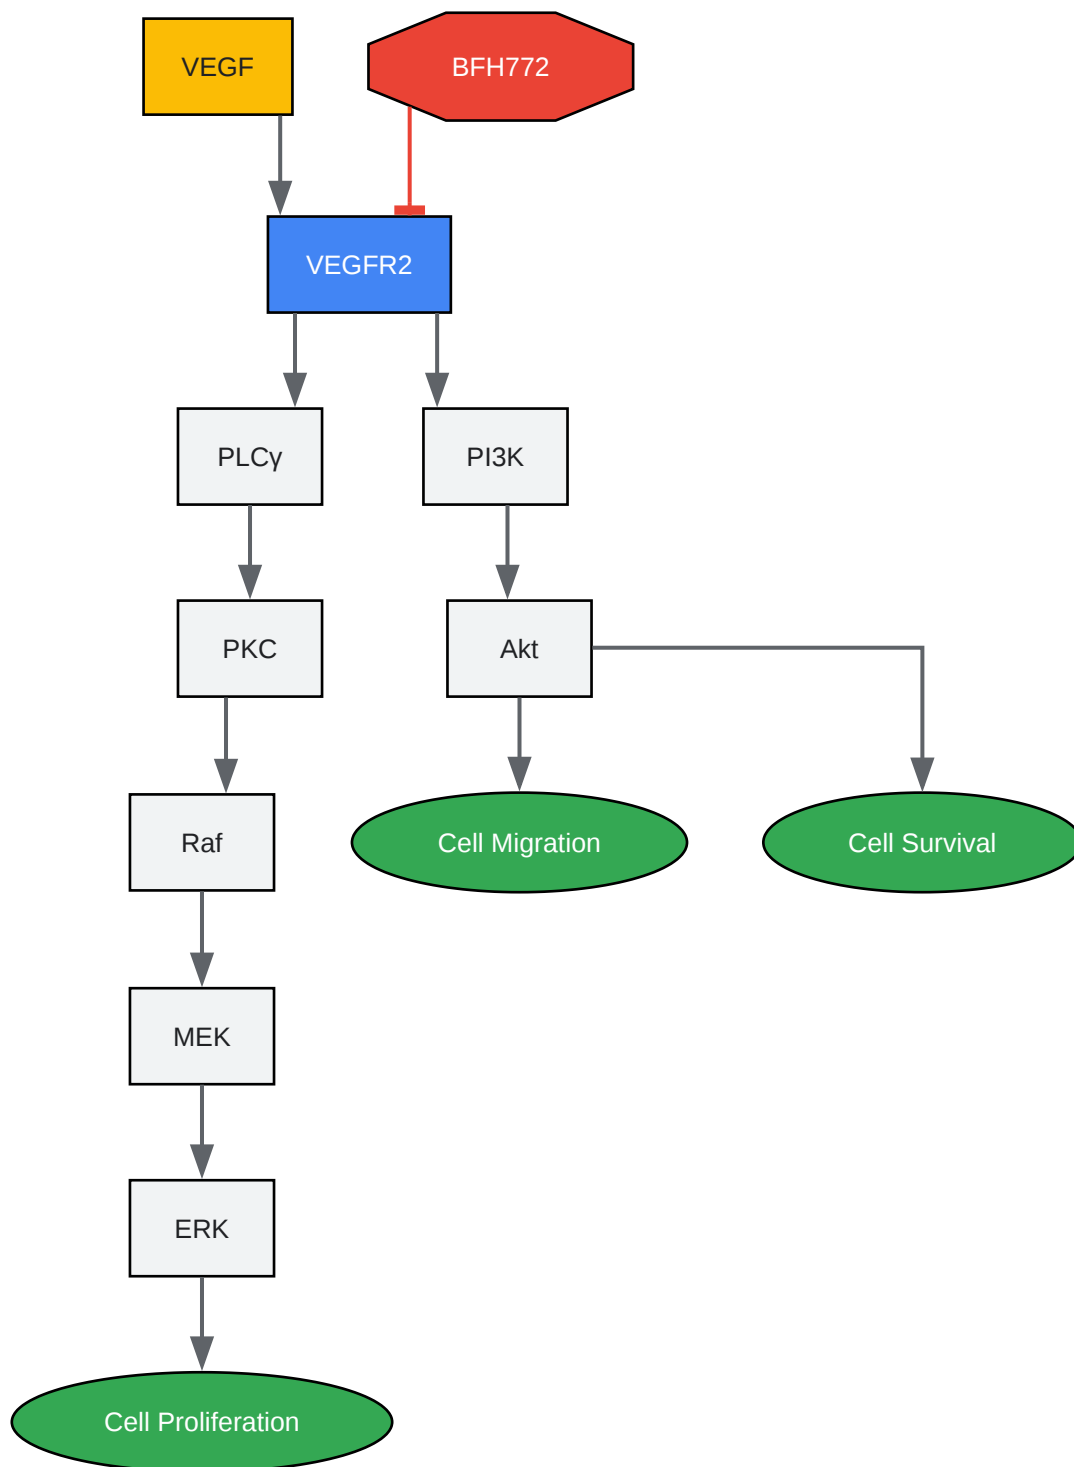 VEGF
BFH772
VEGFR2
PLCγ
PI3K
PKC
Akt
Raf
Cell Migration
Cell Survival
MEK
ERK
Cell Proliferation